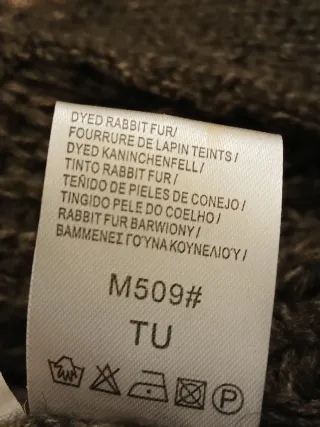 DYED RABBIT FUR/
FOURRURE DE LAPIN TEINTS/
DYED KANINCHENFELL/
TINTO RABBIT FUR/
TEÑIDO DE PIELES DE CONEJO/
TINGIDO PELO DO COELHO/
RABBIT FUR BARWIONY/
ΒΑΜΜΕΝΕΣ ΓΟΎΝΑ ΚΟΥΝΕΛΙΟΎ/
M509#
TU
P